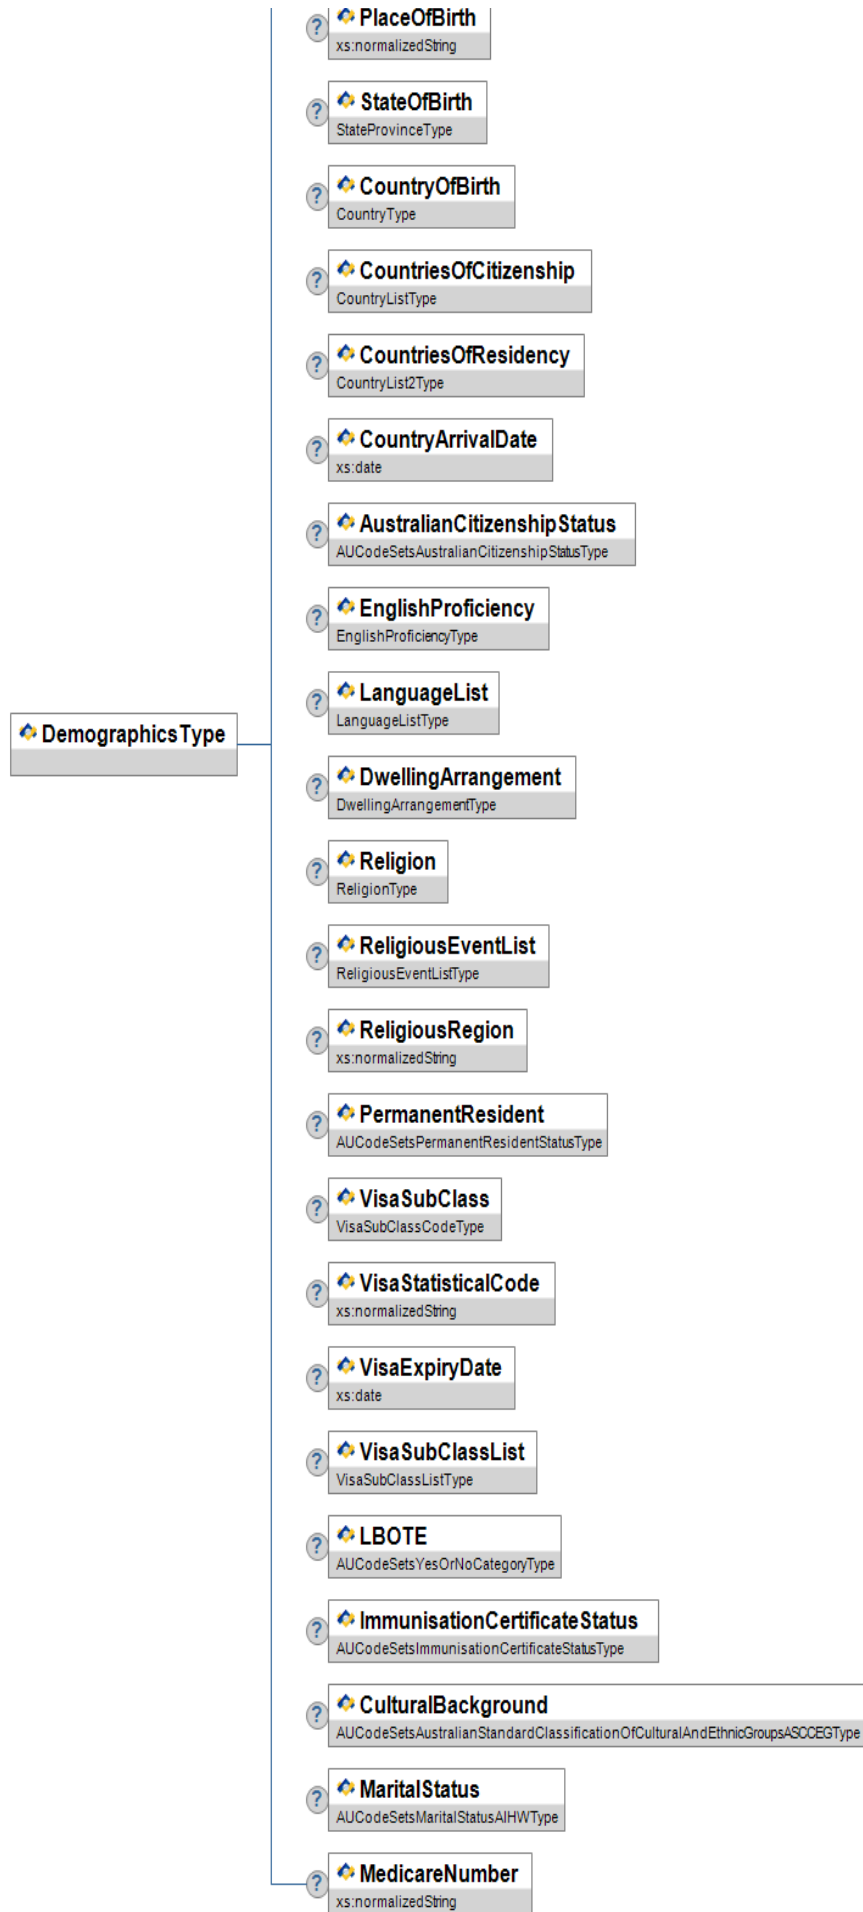 PlaceOfBirth
xs:normalizedString
? StateOfBirth
StateProvinceType
? CountryOfBirth
CountryType
? CountriesOfCitizenship
CountryListType
? CountriesOfResidency
CountryList2Type
? CountryArrivalDate
xs:date
? AustralianCitizenshipStatus
AUCodeSetsAustralianCitizenshipStatusType
? EnglishProficiency
EnglishProficiencyType
? LanguageList
LanguageListType
DemographicsType
? DwellingArrangement
DwellingArrangementType
? Religion
ReligionType
? ReligiousEventList
ReligiousEventListType
? ReligiousRegion
xs:normalizedString
? PermanentResident
AUCodeSetsPermanentResidentStatusType
? VisaSubClass
VisaSubClassCodeType
? VisaStatisticalCode
xs:normalizedString
? VisaExpiryDate
xs:date
? VisaSubClassList
VisaSubClassListType
? LBOTE
AUCodeSetsYesOrNoCategoryType
? ImmunisationCertificateStatus
AUCodeSetsImmunisationCertificateStatusType
? CulturalBackground
AUCodeSetsAustralianStandardClassificationOfCulturalAndEthnicGroupsASCCEGType
? MaritalStatus
AUCodeSetsMaritalStatusAIHWType
? MedicareNumber
xs:normalizedString